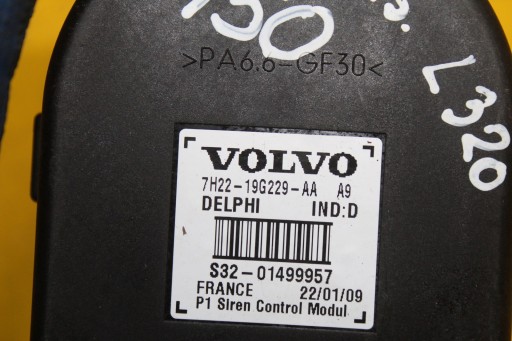 >PA6.6-GF30<
L320
VOLVO
7H22-19G229-AA A9
DELPHI IND:D
S32-01499957
FRANCE 22/01/09
P1 Siren Control Modul